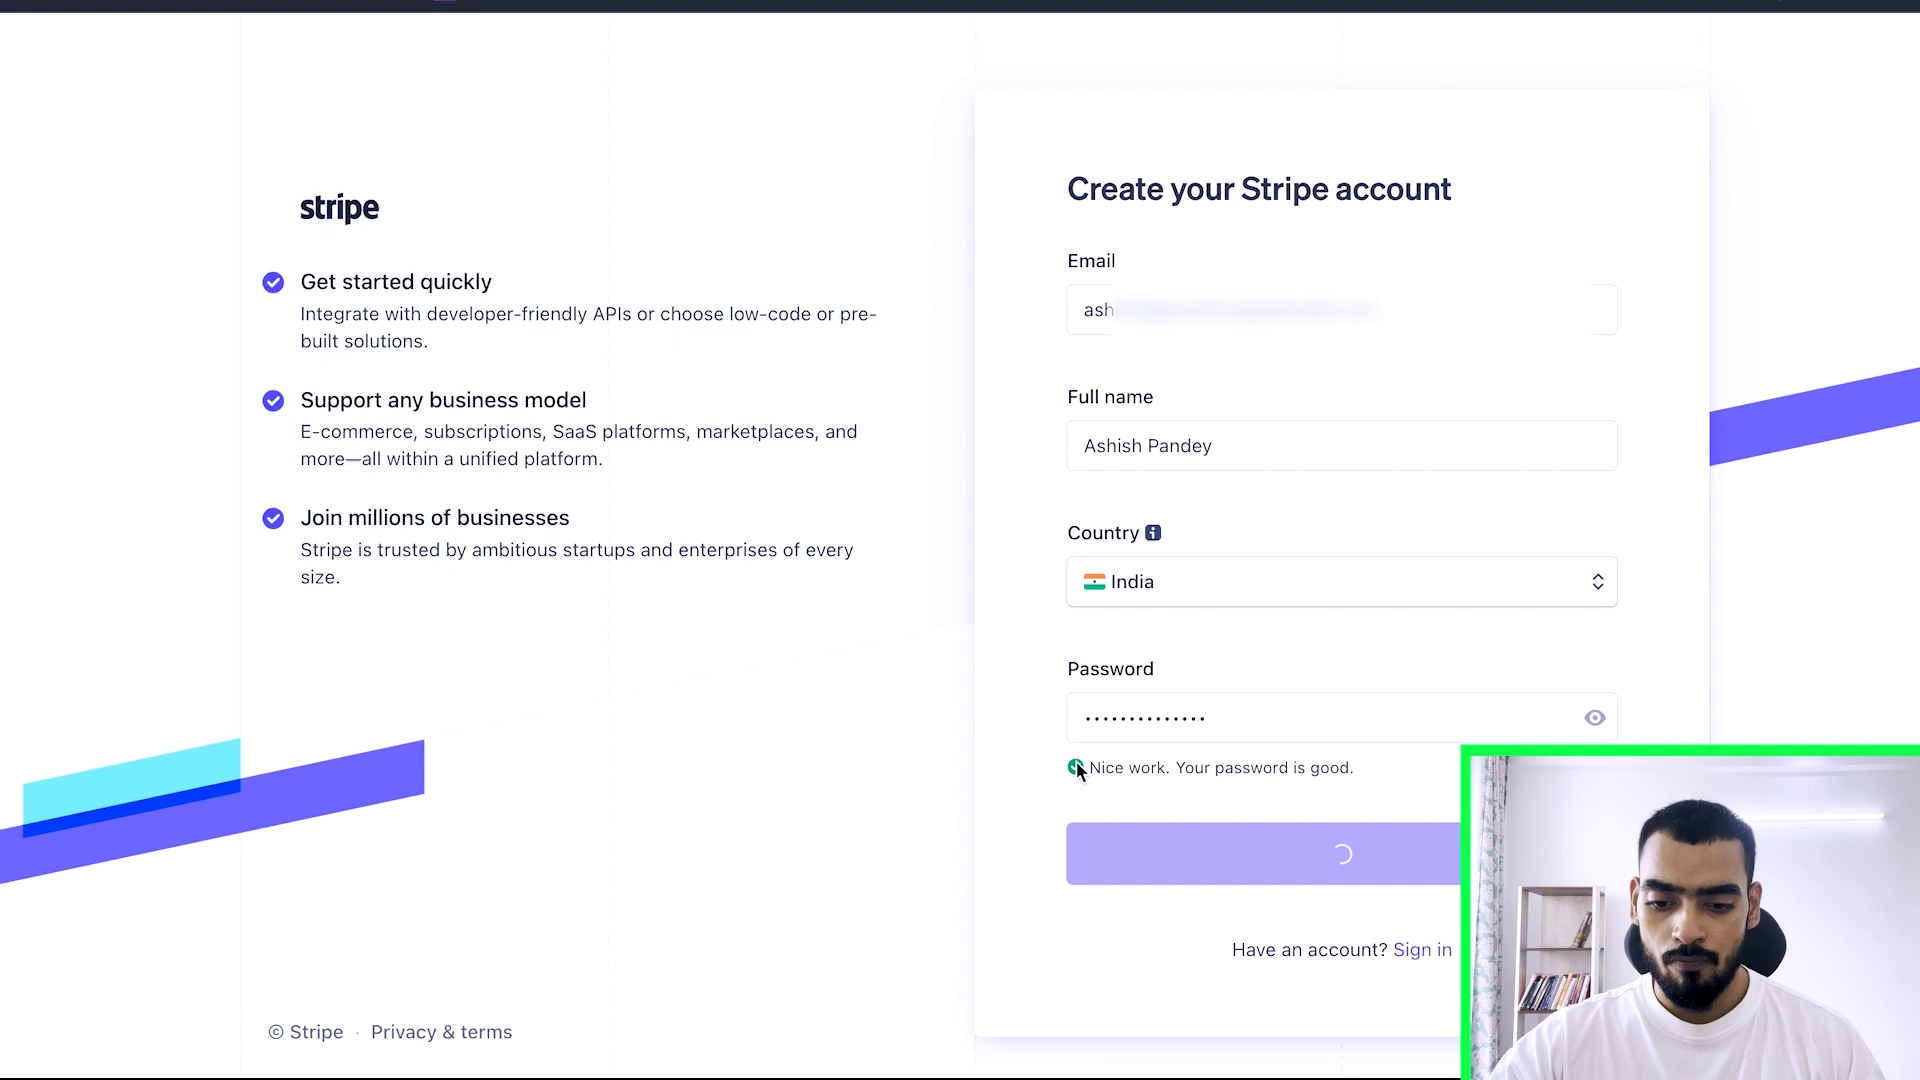 stripe
Get started quickly
Integrate with developer-friendly APIs or choose low-code or pre-
built solutions.
Support any business model
E-commerce, subscriptions, SaaS platforms, marketplaces, and
more—all within a unified platform.
Join millions of businesses
Stripe is trusted by ambitious startups and enterprises of every
size.
© Stripe · Privacy & terms
Create your Stripe account
Email
ash
Full name
Ashish Pandey
Country
India
Password
••••••••••••••
Nice work. Your password is good.
Have an account? Sign in